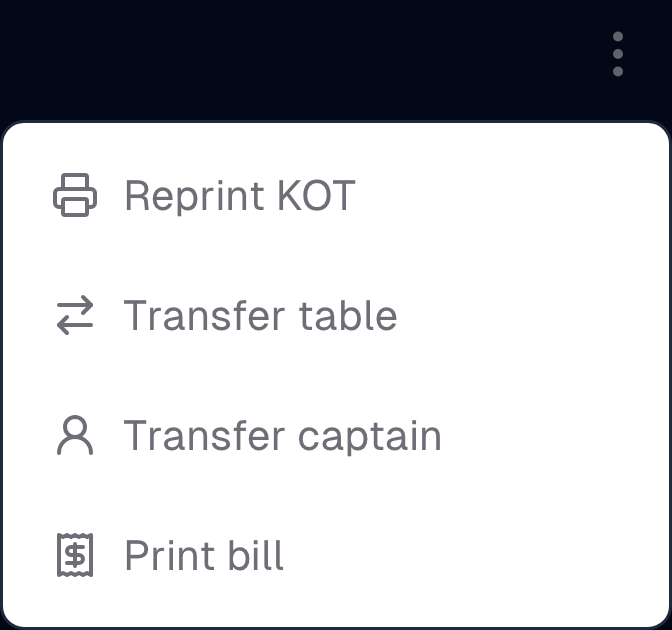 Reprint KOT
Transfer table
Transfer captain
Print bill